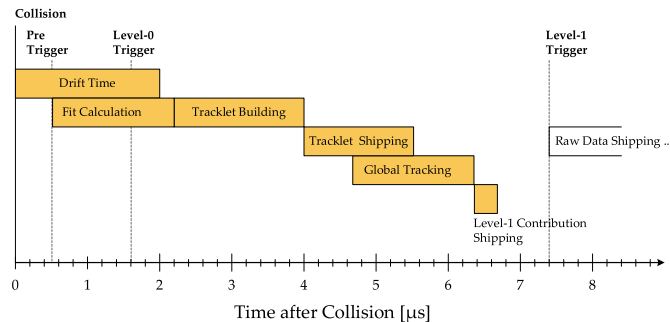 Collision
Pre
Trigger
Level-0
Trigger
Level-1
Trigger
Drift Time
Fit Calculation
Tracklet Building
Tracklet Shipping
Raw Data Shipping ..
Global Tracking
Level-1 Contribution
Shipping
0 1 2 3 4 5 6 7 8
Time after Collision [µs]